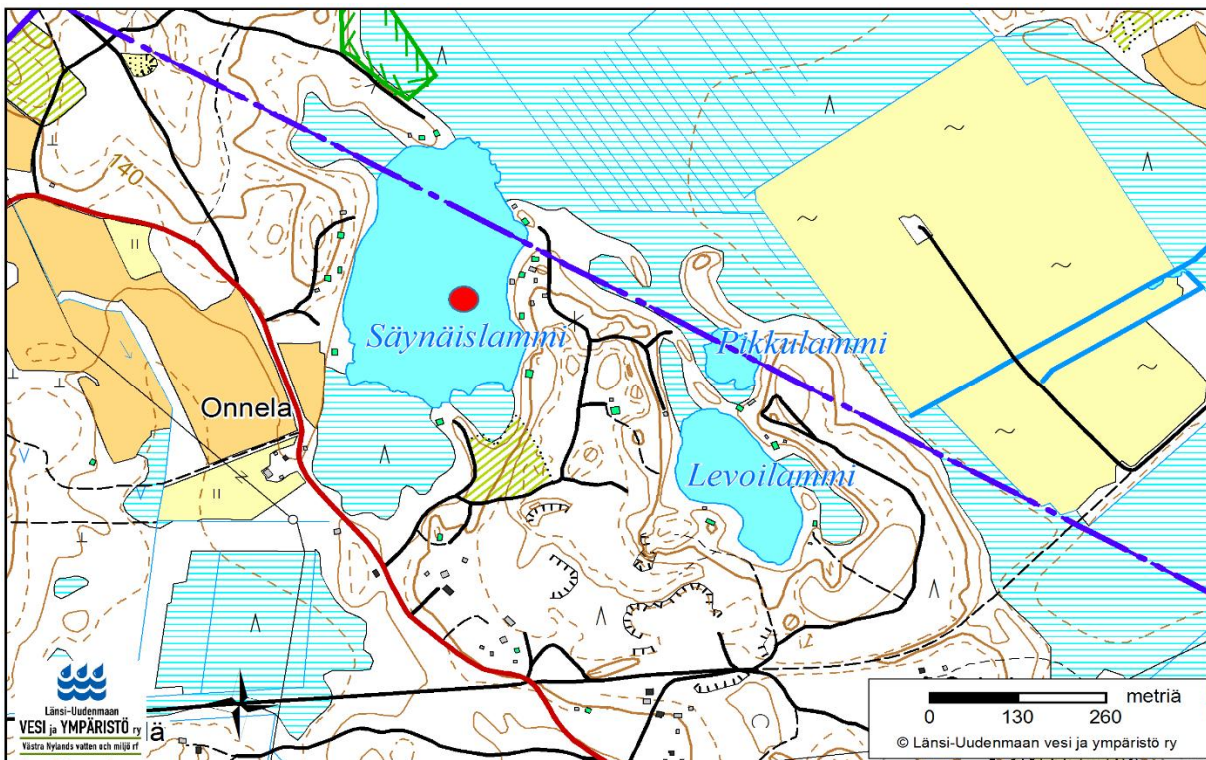 140
Säynäislammi
Pikkulammi
Onnela
Levoilammi
Länsi-Uudenmaan
VESI ja YMPÄRISTÖ ry
Västra Nylands vatten och miljö rf
ä
metriä
0 130 260
© Länsi-Uudenmaan vesi ja ympäristö ry